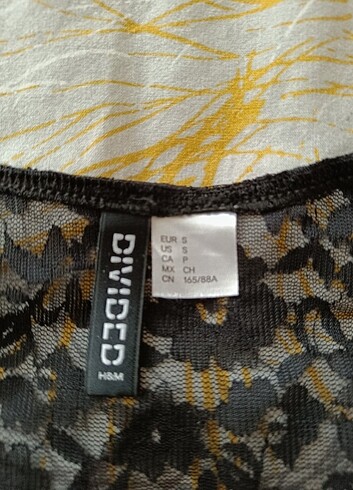 DIVIDED
H&M
EUR S
US S
CA P
MX CH
CN 165/88A